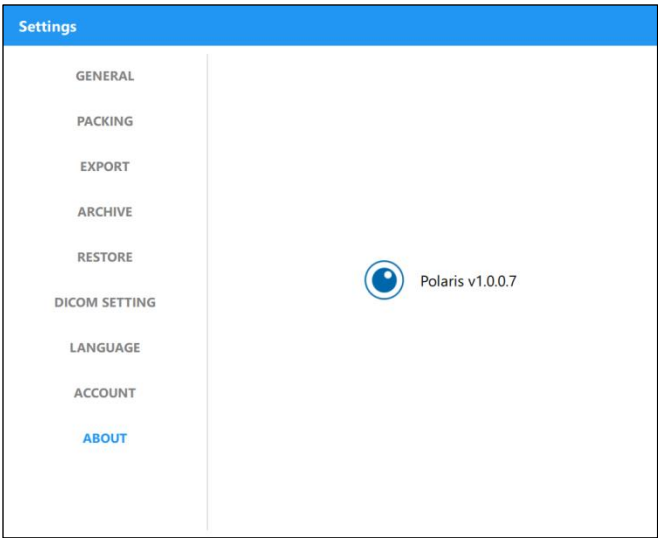 Settings
GENERAL
PACKING
EXPORT
ARCHIVE
RESTORE
DICOM SETTING
LANGUAGE
ACCOUNT
ABOUT
Polaris v1.0.0.7